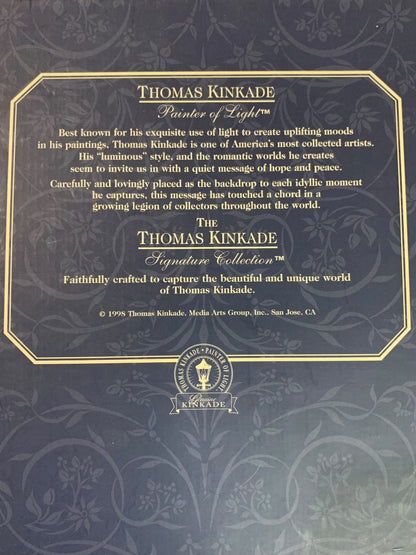 THOMAS KINKADE
Painter of Light™
Best known for his exquisite use of light to create uplifting moods
in his paintings, Thomas Kinkade is one of America's most collected artists.
His "luminous" style, and the romantic worlds he creates
seem to invite us in with a quiet message of hope and peace.
Carefully and lovingly placed as the backdrop to each idyllic moment
he captures, this message has touched a chord in a
growing legion of collectors throughout the world.
THE
THOMAS KINKADE
Signature Collection™
Faithfully crafted to capture the beautiful and unique world
of Thomas Kinkade.
© 1998 Thomas Kinkade, Media Arts Group, Inc., San Jose, CA
THOMAS KINKADE • PAINTER OF LIGHT
Genuine
KINKADE